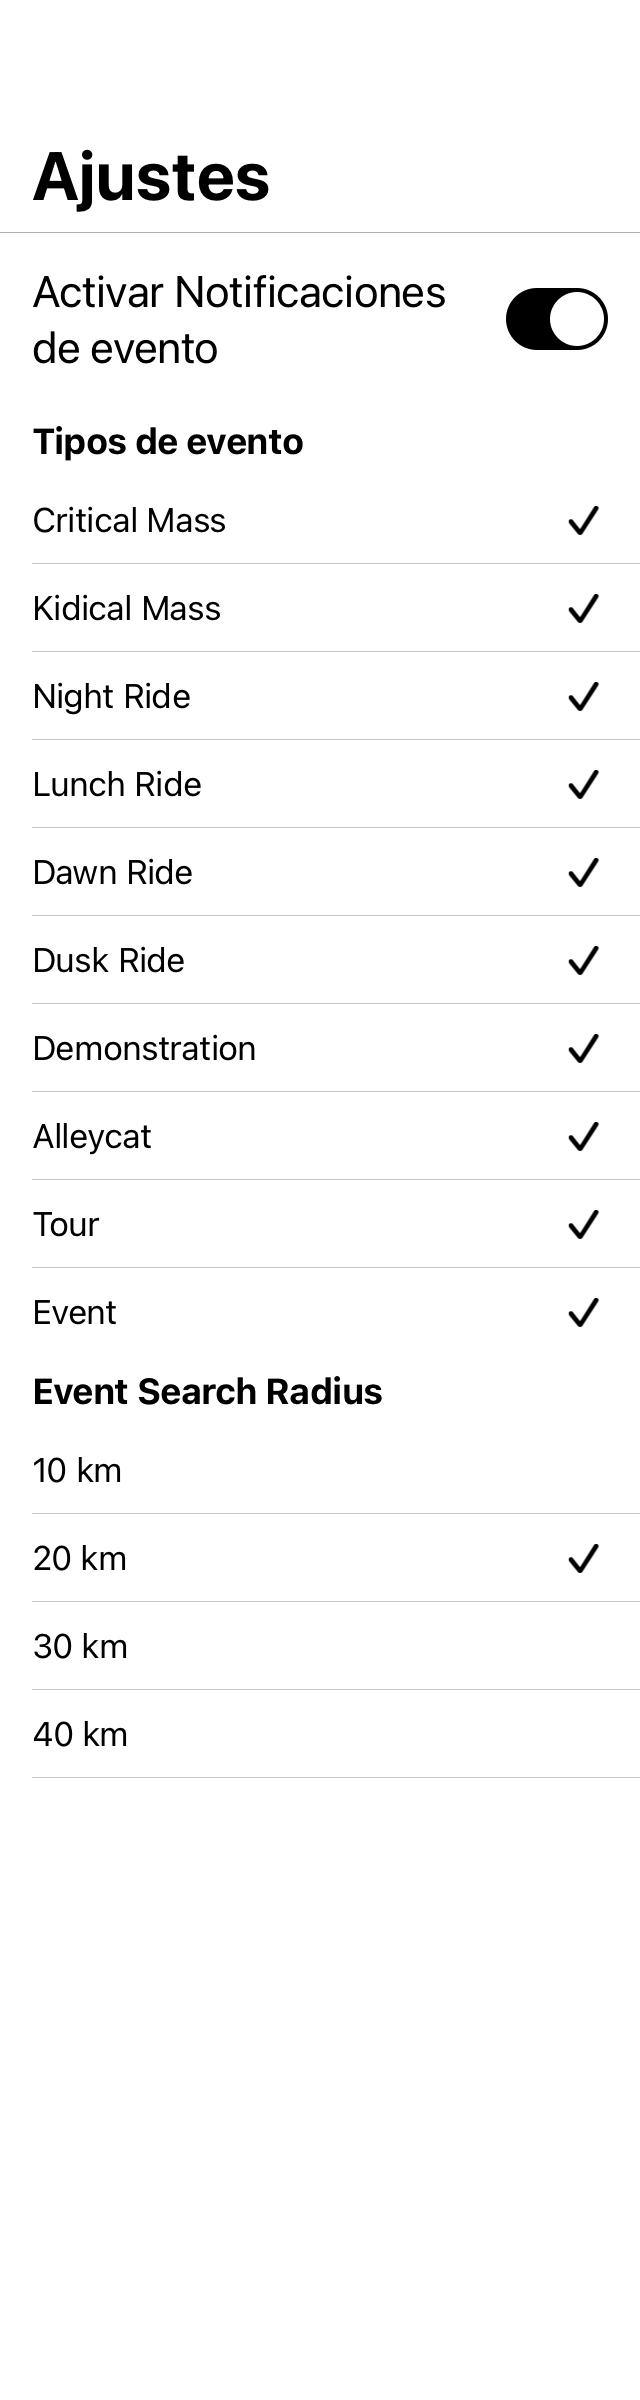 Ajustes
Activar Notificaciones
de evento
Tipos de evento
Critical Mass
Kidical Mass
Night Ride
Lunch Ride
Dawn Ride
Dusk Ride
Demonstration
Alleycat
Tour
Event
Event Search Radius
10 km
20 km
30 km
40 km